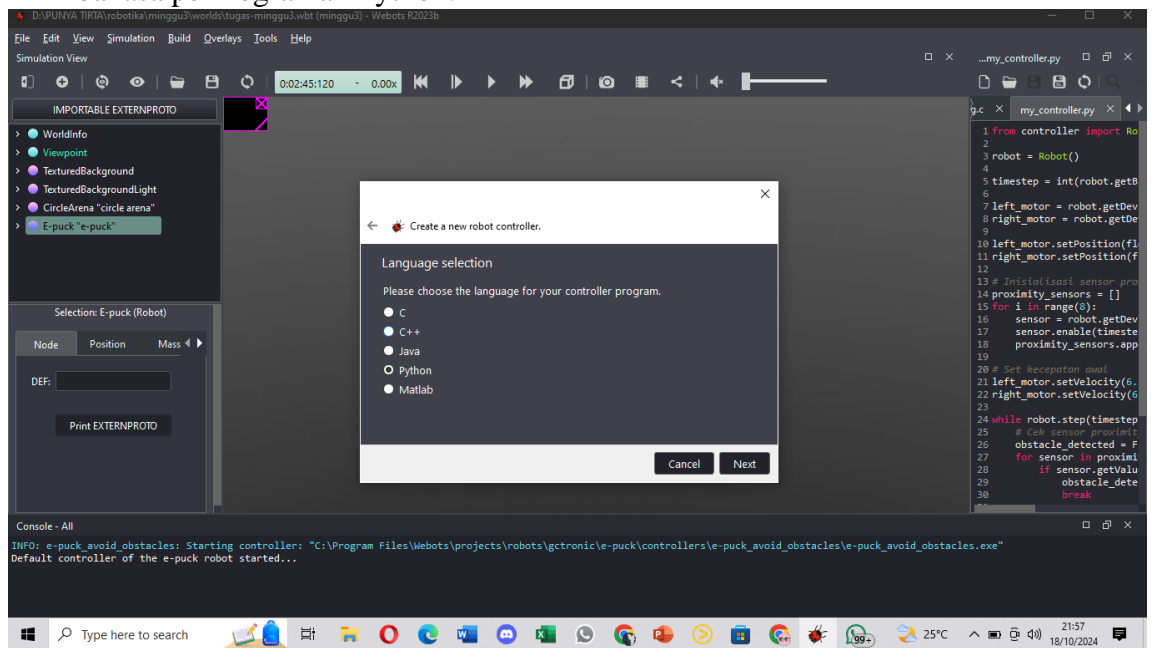 D:\PUNYA TIRTA\robotika\minggu3\worlds\tugas-minggu3.wbt (minggu3) - Webots R2023b
File Edit View Simulation Build Overlays Tools Help
Simulation View
...my_controller.py
0:02:45:120 - 0.00x
IMPORTABLE EXTERNPROTO
g.c my_controller.py
WorldInfo
Viewpoint
TexturedBackground
TexturedBackgroundLight
CircleArena "circle arena"
E-puck "e-puck"
Selection: E-puck (Robot)
Node Position Mass
DEF:
Print EXTERNPROTO
Create a new robot controller.
Language selection
Please choose the language for your controller program.
C
C++
Java
Python
Matlab
Cancel Next
1 from controller import Ro
2
3 robot = Robot()
4
5 timestep = int(robot.getB
6
7 left_motor = robot.getDev
8 right_motor = robot.getDe
9
10 left_motor.setPosition(fl
11 right_motor.setPosition(f
12
13 # Inisialisasi sensor pro
14 proximity_sensors = []
15 for i in range(8):
16 sensor = robot.getDev
17 sensor.enable(timeste
18 proximity_sensors.app
19
20 # Set kecepatan awal
21 left_motor.setVelocity(6.
22 right_motor.setVelocity(6
23
24 while robot.step(timestep
25 # Cek sensor proximit
26 obstacle_detected = F
27 for sensor in proximi
28 if sensor.getValu
29 obstacle_dete
30 break
Console - All
INFO: e-puck_avoid_obstacles: Starting controller: "C:\Program Files\Webots\projects\robots\gctronic\e-puck\controllers\e-puck_avoid_obstacles\e-puck_avoid_obstacles.exe"
Default controller of the e-puck robot started...
Type here to search
99+
25°C
21:57
18/10/2024